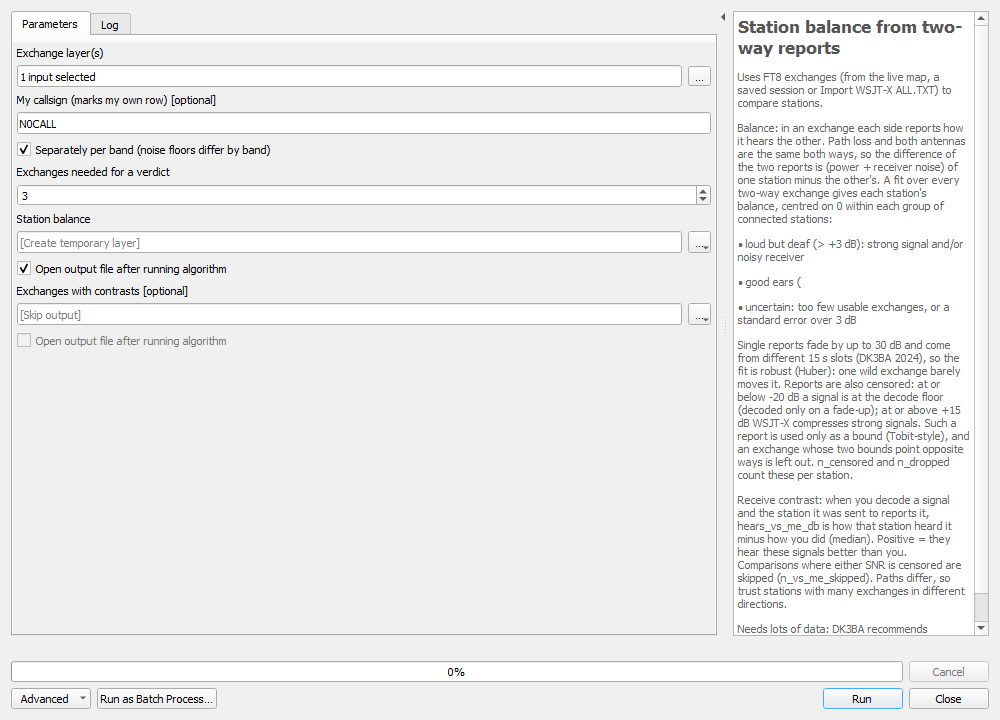 Parameters
Log
Exchange layer(s)
1 input selected
...
My callsign (marks my own row) [optional]
N0CALL
Separately per band (noise floors differ by band)
Exchanges needed for a verdict
3
Station balance
[Create temporary layer]
...
Open output file after running algorithm
Exchanges with contrasts [optional]
[Skip output]
...
Open output file after running algorithm
Station balance from two-
way reports
Uses FT8 exchanges (from the live map, a
saved session or Import WSJT-X ALL.TXT) to
compare stations.
Balance: in an exchange each side reports how
it hears the other. Path loss and both antennas
are the same both ways, so the difference of
the two reports is (power + receiver noise) of
one station minus the other's. A fit over every
two-way exchange gives each station's
balance, centred on 0 within each group of
connected stations:
• loud but deaf (> +3 dB): strong signal and/or
noisy receiver
• good ears (
• uncertain: too few usable exchanges, or a
standard error over 3 dB
Single reports fade by up to 30 dB and come
from different 15 s slots (DK3BA 2024), so the
fit is robust (Huber): one wild exchange barely
moves it. Reports are also censored: at or
below -20 dB a signal is at the decode floor
(decoded only on a fade-up); at or above +15
dB WSJT-X compresses strong signals. Such a
report is used only as a bound (Tobit-style), and
an exchange whose two bounds point opposite
ways is left out. n_censored and n_dropped
count these per station.
Receive contrast: when you decode a signal
and the station it was sent to reports it,
hears_vs_me_db is how that station heard it
minus how you did (median). Positive = they
hear these signals better than you.
Comparisons where either SNR is censored are
skipped (n_vs_me_skipped). Paths differ, so
trust stations with many exchanges in different
directions.
Needs lots of data: DK3BA recommends
0%
Cancel
Advanced
Run as Batch Process...
Run
Close